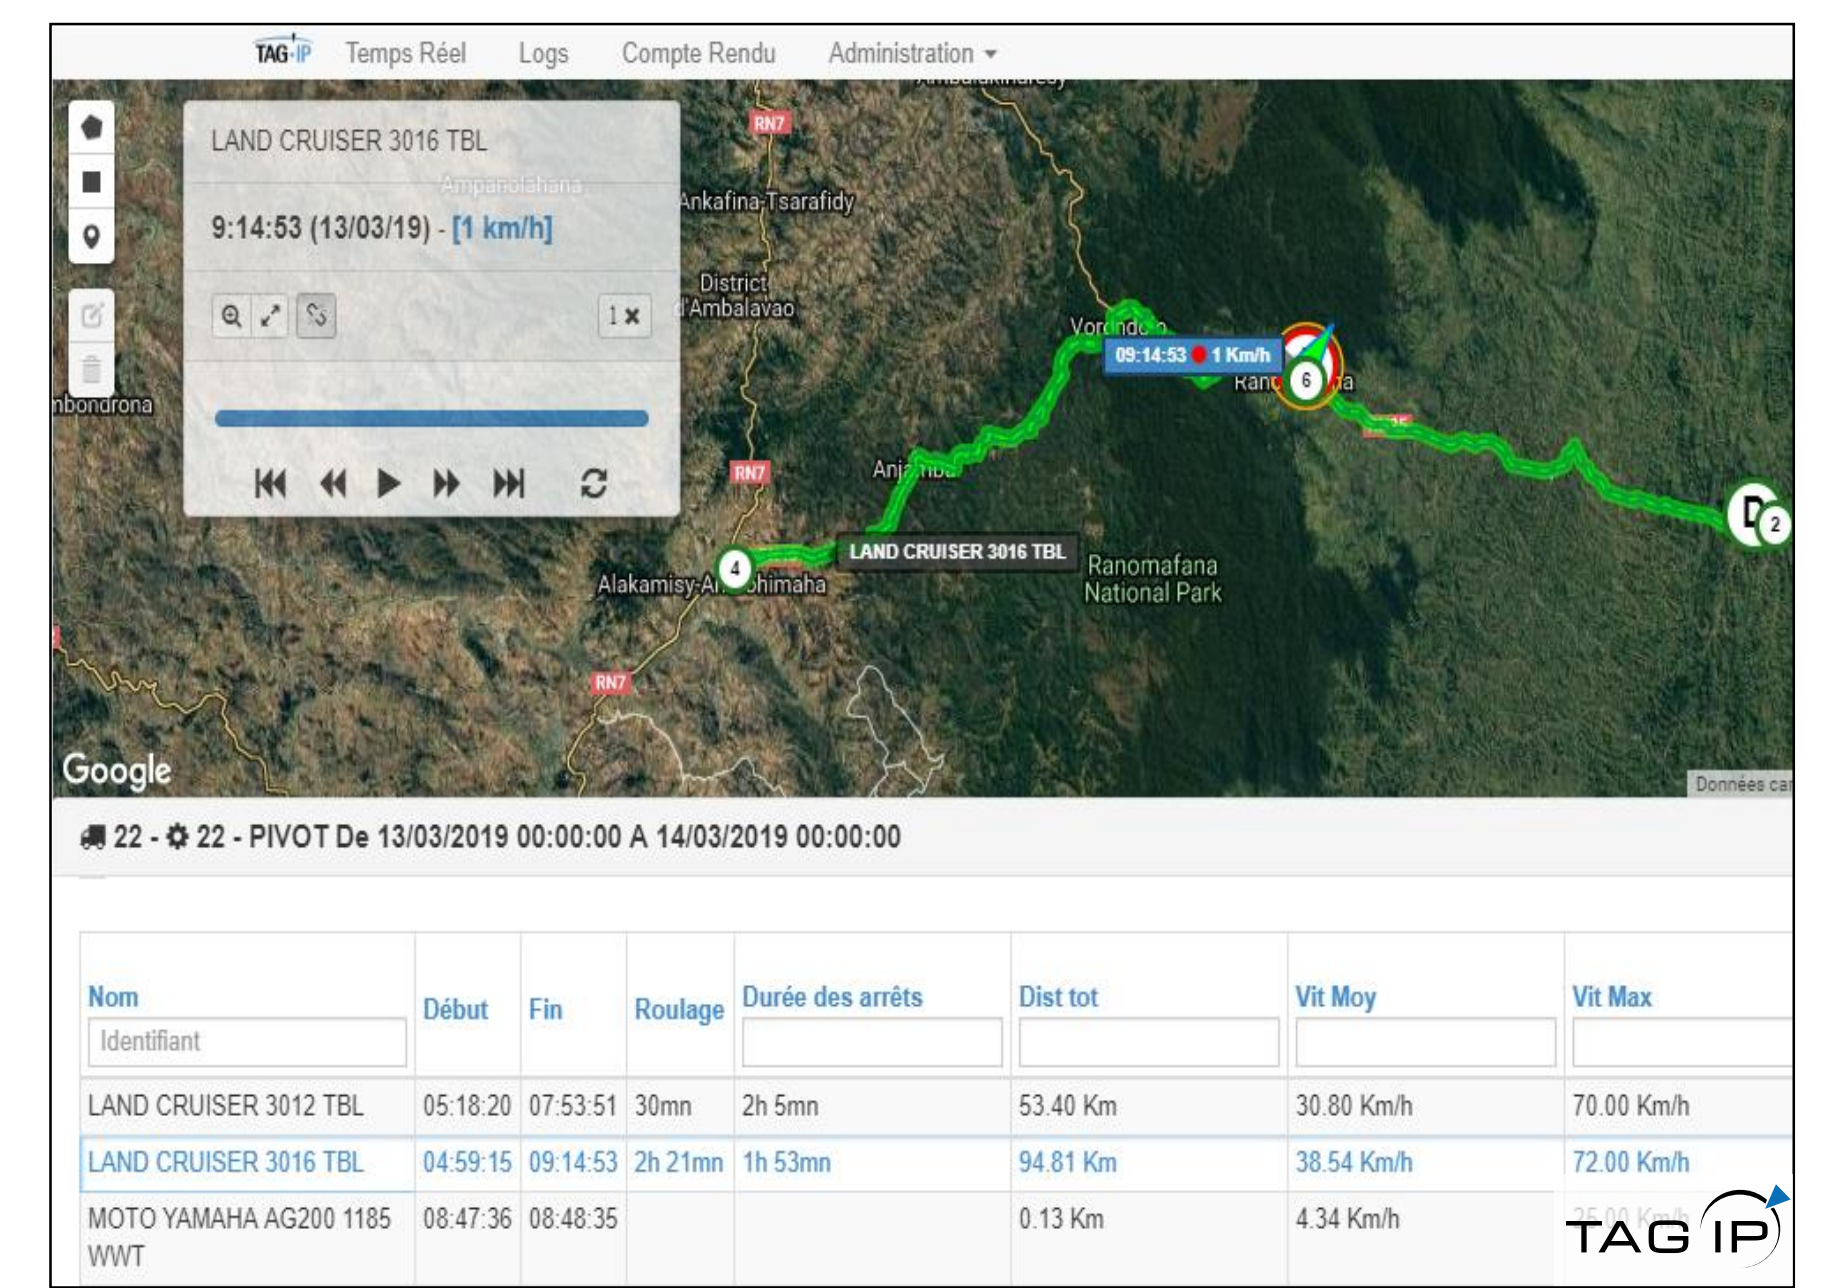 TAG-IP Temps Réel Logs Compte Rendu Administration
LAND CRUISER 3016 TBL
Ampanolahana
9:14:53 (13/03/19) - [1 km/h]
1 ×
RN7
Ankafina-Tsarafidy
District
d'Ambalavao
09:14:53 1 Km/h
6
RN7
D
2
LAND CRUISER 3016 TBL
4
Ranomafana
National Park
RN7
Google
22 - 22 - PIVOT De 13/03/2019 00:00:00 A 14/03/2019 00:00:00
Nom Début Fin Roulage Durée des arrêts Dist tot Vit Moy Vit Max
Identifiant
LAND CRUISER 3012 TBL 05:18:20 07:53:51 30mn 2h 5mn 53.40 Km 30.80 Km/h 70.00 Km/h
LAND CRUISER 3016 TBL 04:59:15 09:14:53 2h 21mn 1h 53mn 94.81 Km 38.54 Km/h 72.00 Km/h
MOTO YAMAHA AG200 1185 08:47:36 08:48:35 0.13 Km 4.34 Km/h
WWT
TAG IP